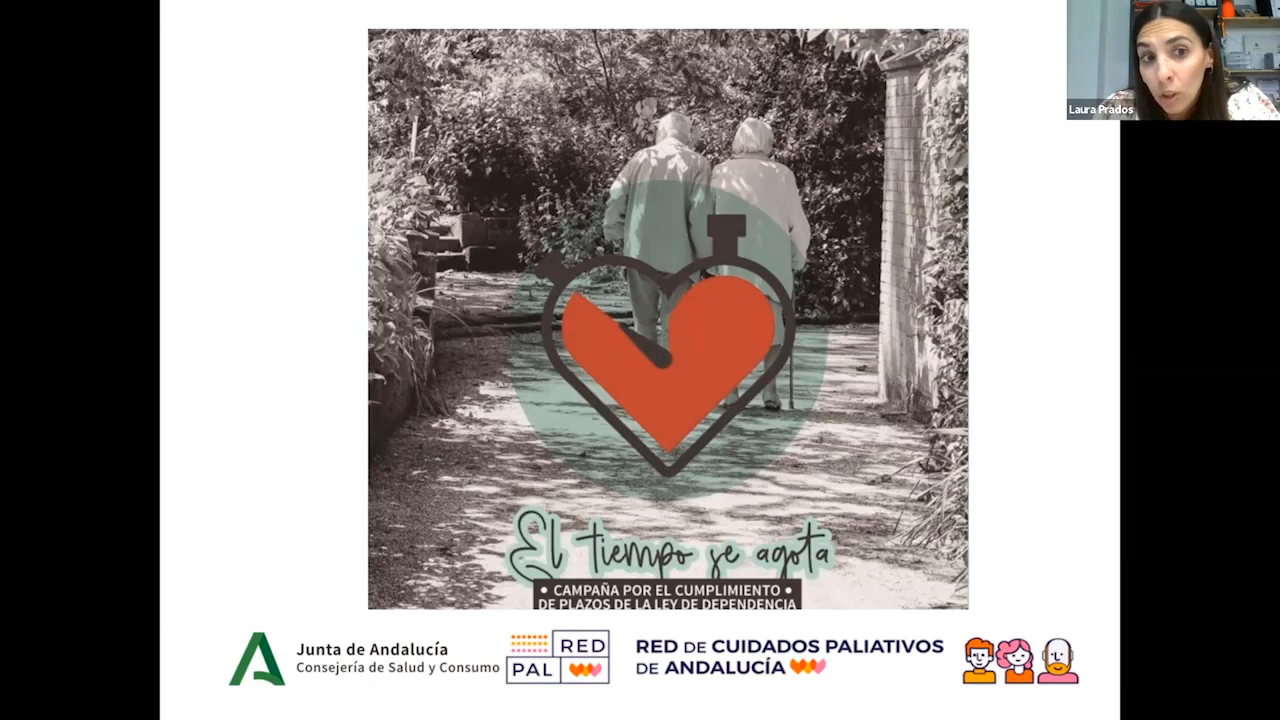 Laura Prados
El tiempo se agota
• CAMPAÑA POR EL CUMPLIMIENTO •
DE PLAZOS DE LA LEY DE DEPENDENCIA
Junta de Andalucía
Consejería de Salud y Consumo
RED
PAL
RED DE CUIDADOS PALIATIVOS
DE ANDALUCÍA